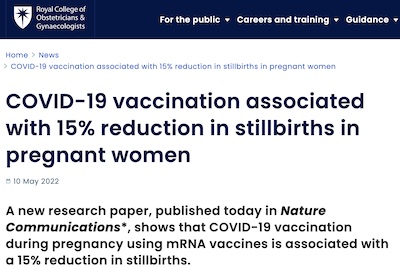 Royal College of
Obstetricians &
Gynaecologists
For the public
Careers and training
Guidance
Home > News
> COVID-19 vaccination associated with 15% reduction in stillbirths in pregnant women
COVID-19 vaccination associated
with 15% reduction in stillbirths in
pregnant women
10 May 2022
A new research paper, published today in Nature
Communications*, shows that COVID-19 vaccination
during pregnancy using mRNA vaccines is associated with
a 15% reduction in stillbirths.